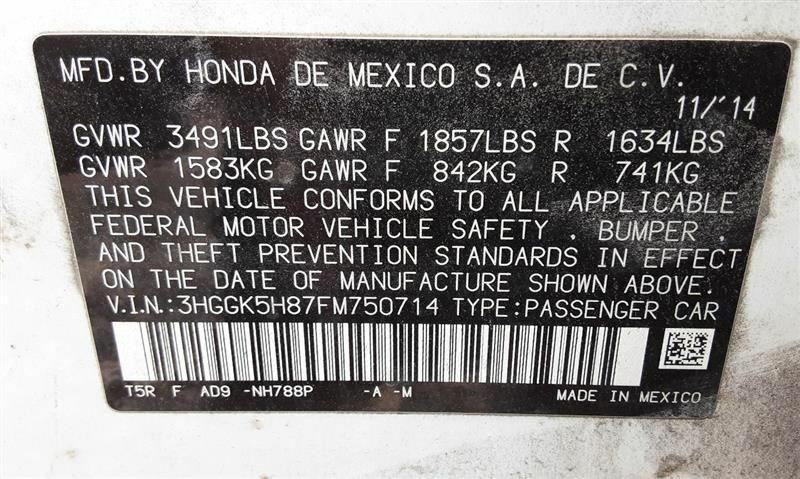 MFD.BY HONDA DE MEXICO S.A. DE C.V.
11/'14
GVWR 3491LBS GAWR F 1857LBS R 1634LBS
GVWR 1583KG GAWR F 842KG R 741KG
THIS VEHICLE CONFORMS TO ALL APPLICABLE
FEDERAL MOTOR VEHICLE SAFETY , BUMPER ,
AND THEFT PREVENTION STANDARDS IN EFFECT
ON THE DATE OF MANUFACTURE SHOWN ABOVE.
V.I.N.:3HGGK5H87FM750714 TYPE:PASSENGER CAR
T5R F AD9 -NH788P -A -M
MADE IN MEXICO